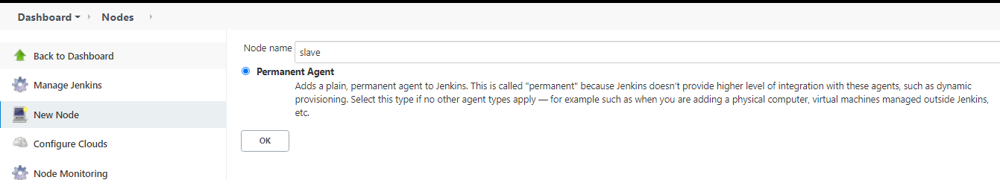 Dashboard Nodes
Back to Dashboard
Manage Jenkins
New Node
Configure Clouds
Node Monitoring
Node name slave
Permanent Agent
Adds a plain, permanent agent to Jenkins. This is called "permanent" because Jenkins doesn't provide higher level of integration with these agents, such as dynamic
provisioning. Select this type if no other agent types apply — for example such as when you are adding a physical computer, virtual machines managed outside Jenkins,
etc.
OK